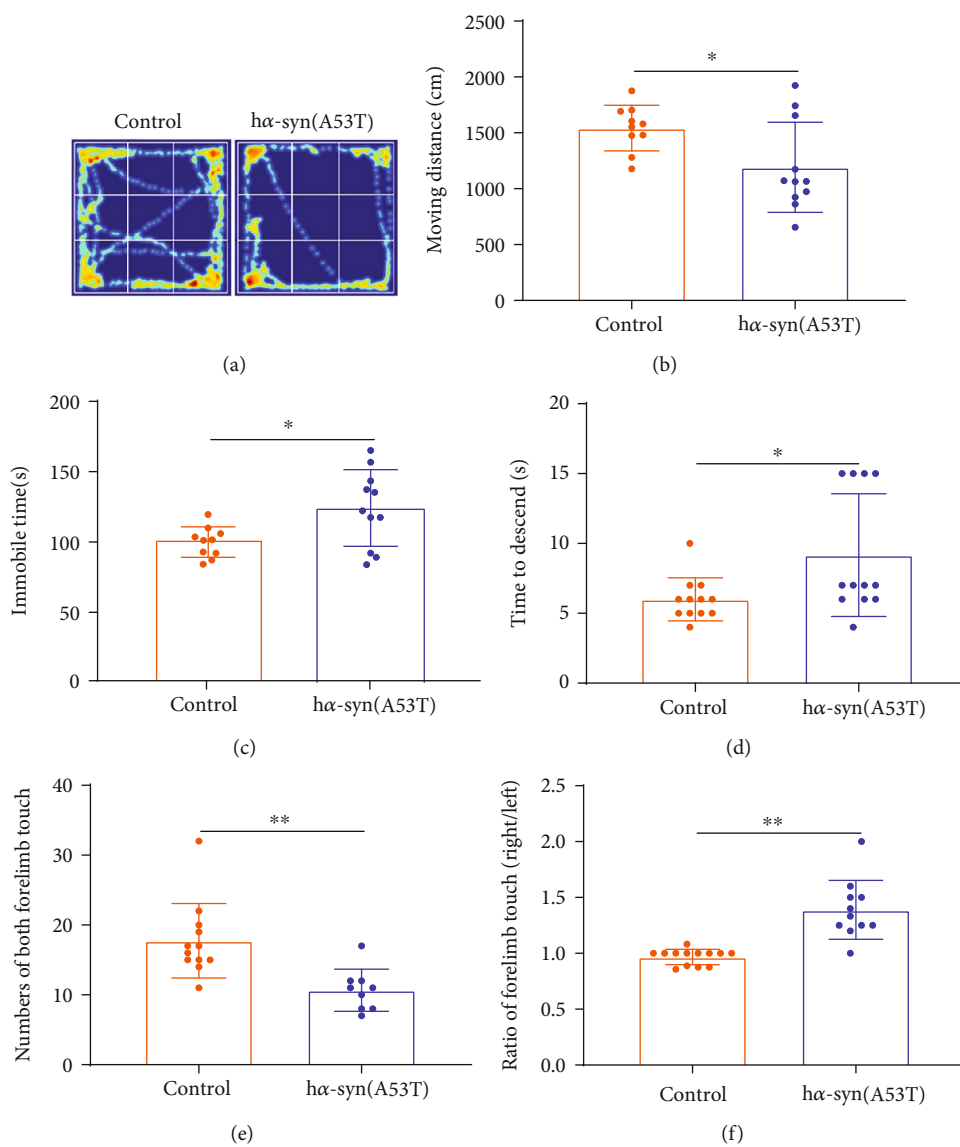 Control
hα-syn(A53T)
(a)
Moving distance (cm)
2500
2000
1500
1000
500
0
*
Control
hα-syn(A53T)
(b)
Immobile time(s)
200
150
100
50
0
*
Control
hα-syn(A53T)
(c)
Time to descend (s)
20
15
10
5
0
*
Control
hα-syn(A53T)
(d)
Numbers of both forelimb touch
40
30
20
10
0
**
Control
hα-syn(A53T)
(e)
Ratio of forelimb touch (right/left)
2.5
2.0
1.5
1.0
0.5
0.0
**
Control
hα-syn(A53T)
(f)